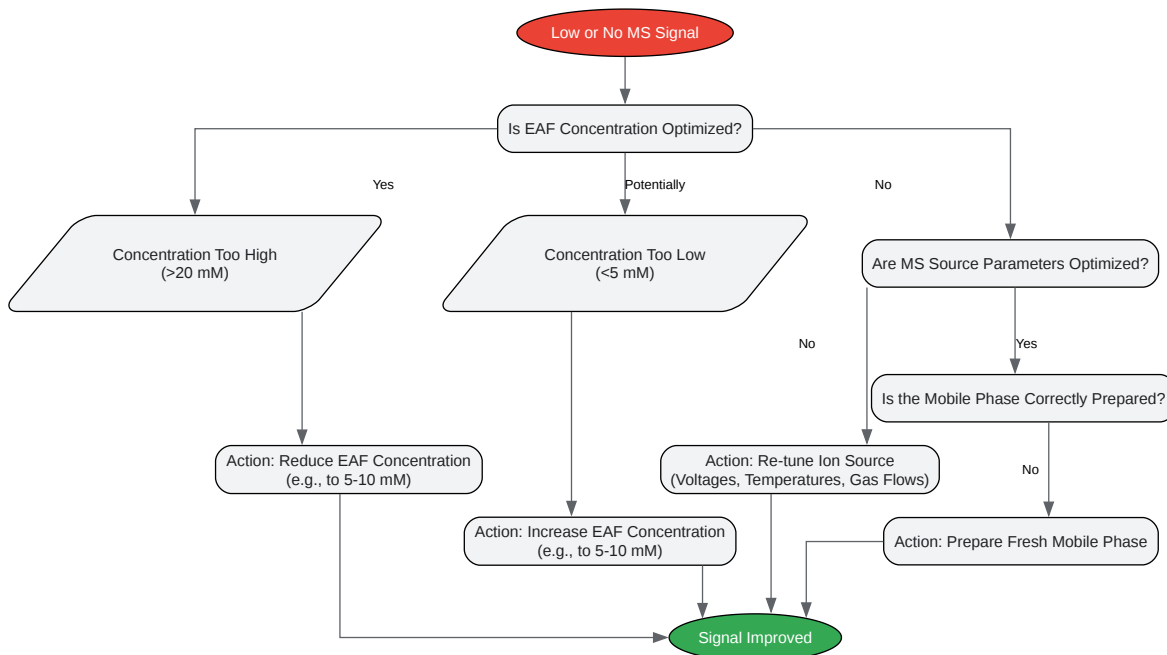 Low or No MS Signal
Is EAF Concentration Optimized?
Yes
Potentially
No
Concentration Too High
(>20 mM)
Concentration Too Low
(<5 mM)
Are MS Source Parameters Optimized?
No
Yes
Is the Mobile Phase Correctly Prepared?
Action: Reduce EAF Concentration
(e.g., to 5-10 mM)
Action: Re-tune Ion Source
(Voltages, Temperatures, Gas Flows)
No
Action: Increase EAF Concentration
(e.g., to 5-10 mM)
Action: Prepare Fresh Mobile Phase
Signal Improved